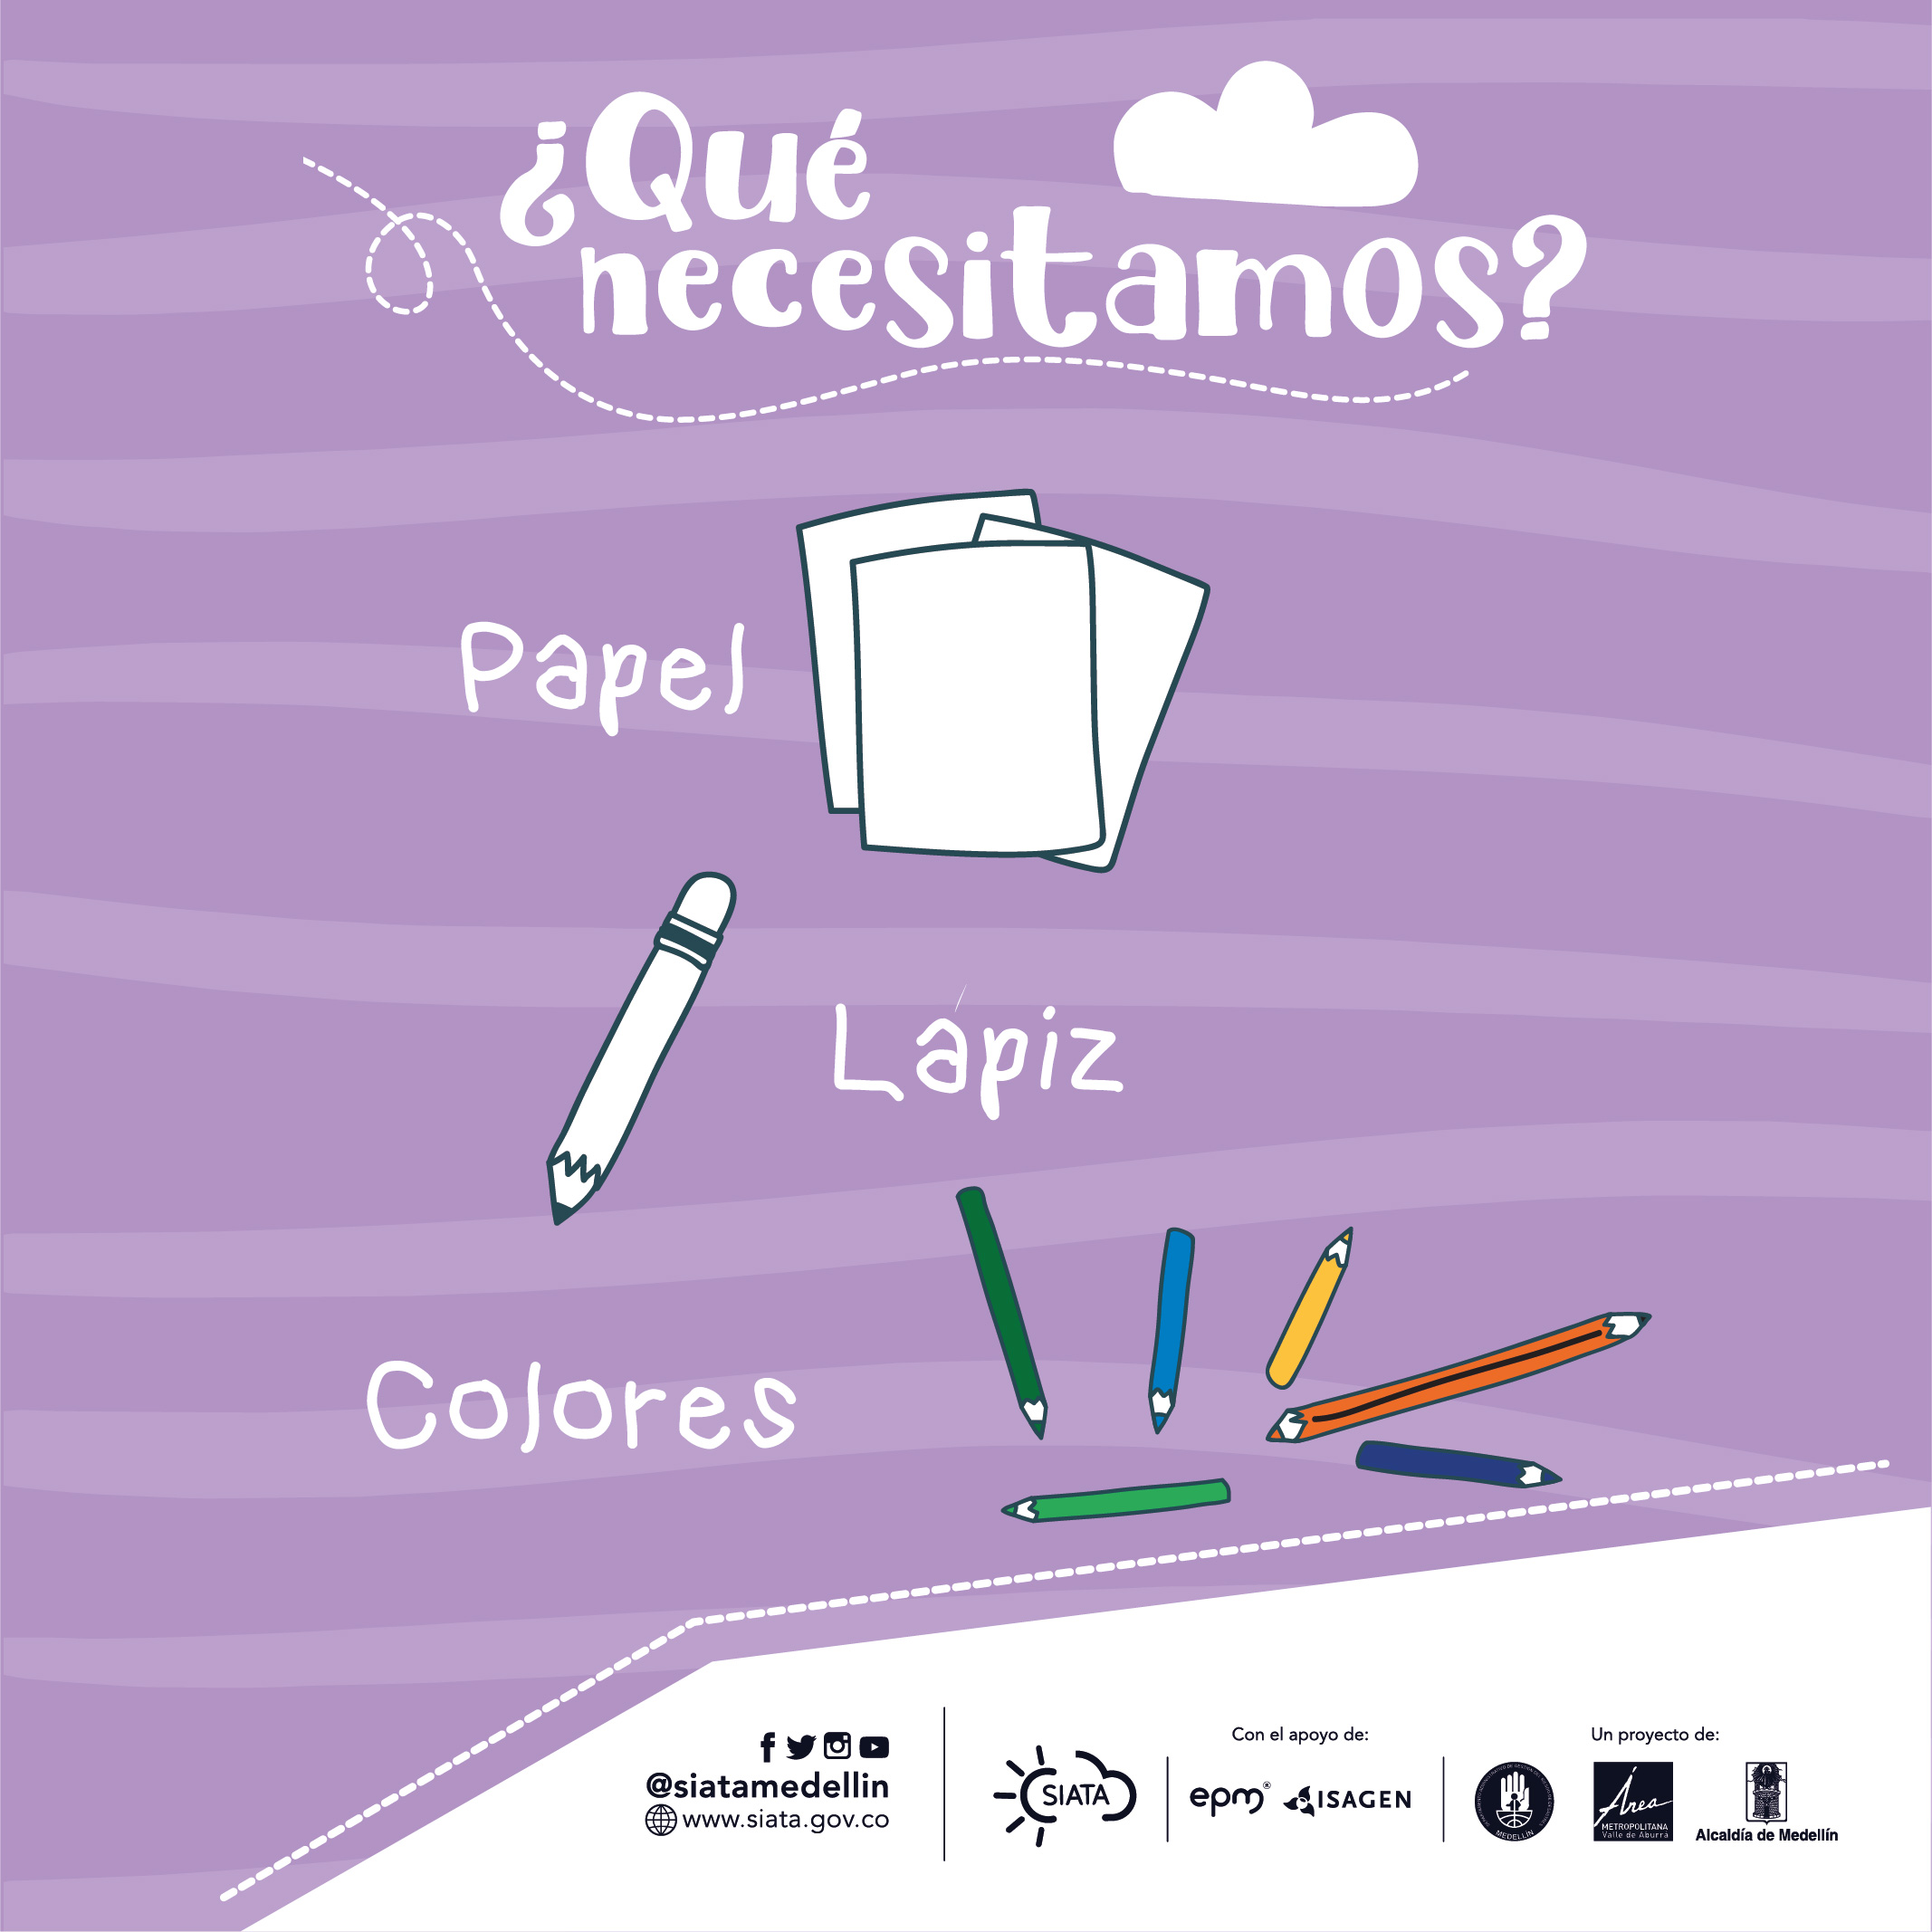 ¿Qué
necesitamos?
Papel
Lápiz
Colores
@siatamedellin
www.siata.gov.co
SIATA
Con el apoyo de:
epm®
ISAGEN
Un proyecto de:
MEDELLÍN
Área
METROPOLITANA
Valle de Aburrá
Alcaldía de Medellín